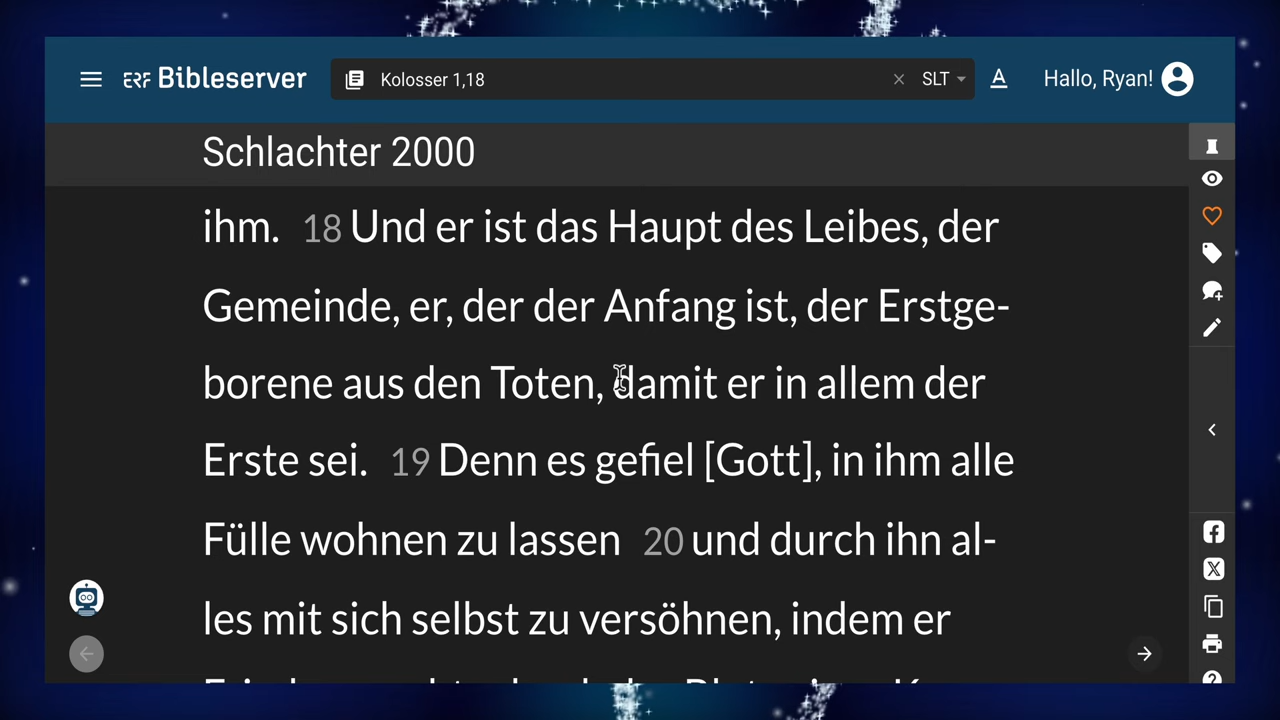 ERF Bibleserver
Kolosser 1,18
SLT
A
Hallo, Ryan!
Schlachter 2000
ihm. 18 Und er ist das Haupt des Leibes, der
Gemeinde, er, der der Anfang ist, der Erstge-
borene aus den Toten, damit er in allem der
Erste sei. 19 Denn es gefiel [Gott], in ihm alle
Fülle wohnen zu lassen 20 und durch ihn al-
les mit sich selbst zu versöhnen, indem er